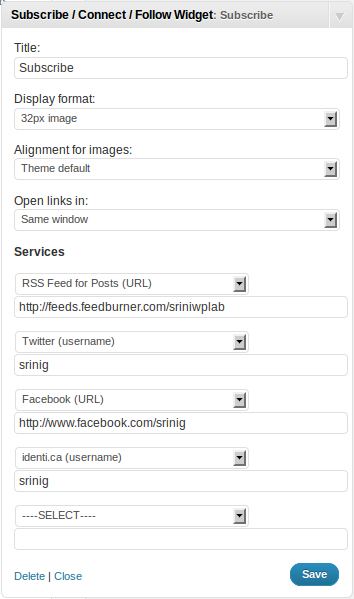 Subscribe / Connect / Follow Widget: Subscribe
Title:
Subscribe
Display format:
32px image
Alignment for images:
Theme default
Open links in:
Same window
Services
RSS Feed for Posts (URL)
http://feeds.feedburner.com/sriniwplab
Twitter (username)
srinig
Facebook (URL)
http://www.facebook.com/srinig
identi.ca (username)
srinig
----SELECT----
Delete | Close
Save